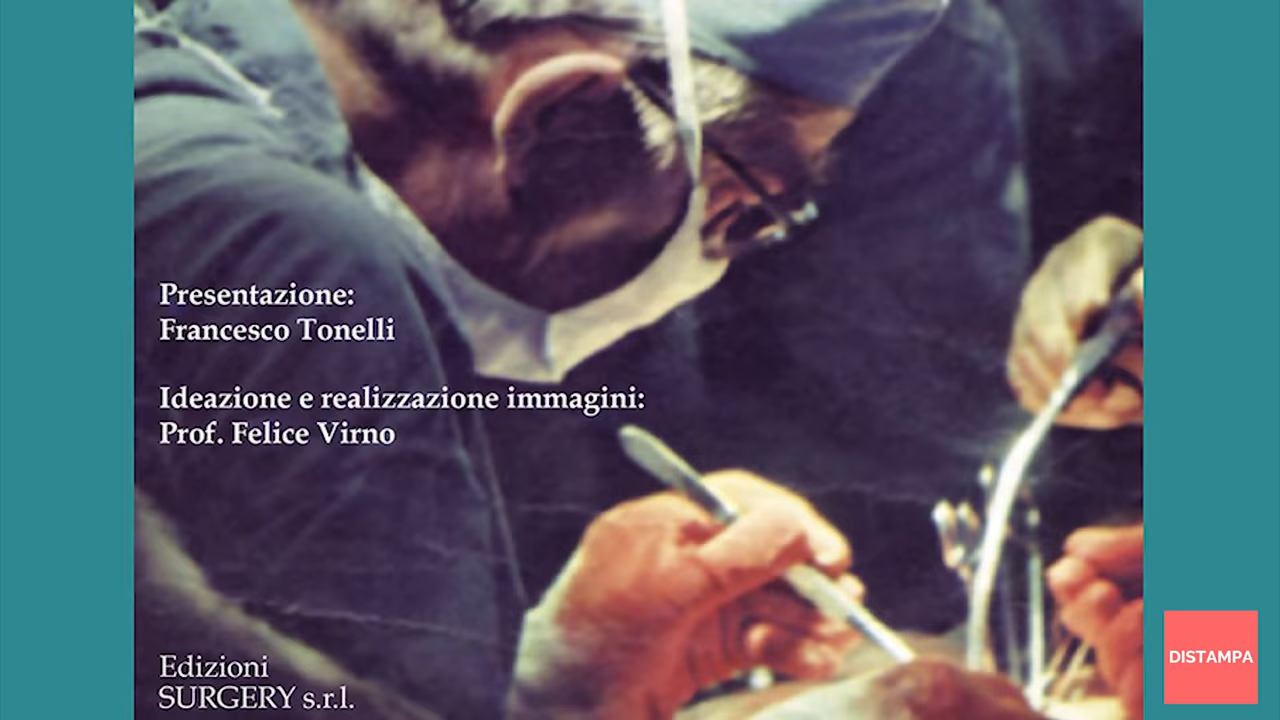 Presentazione:
Francesco Tonelli
Ideazione e realizzazione immagini:
Prof. Felice Virno
Edizioni
SURGERY s.r.l.
DISTAMPA